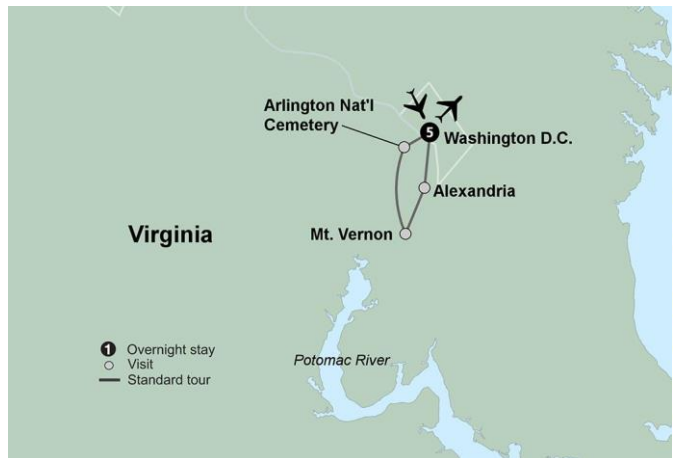 Arlington Nat'l
Cemetery
5
Washington D.C.
Alexandria
Virginia
Mt. Vernon
1 Overnight stay
Visit
Standard tour
Potomac River